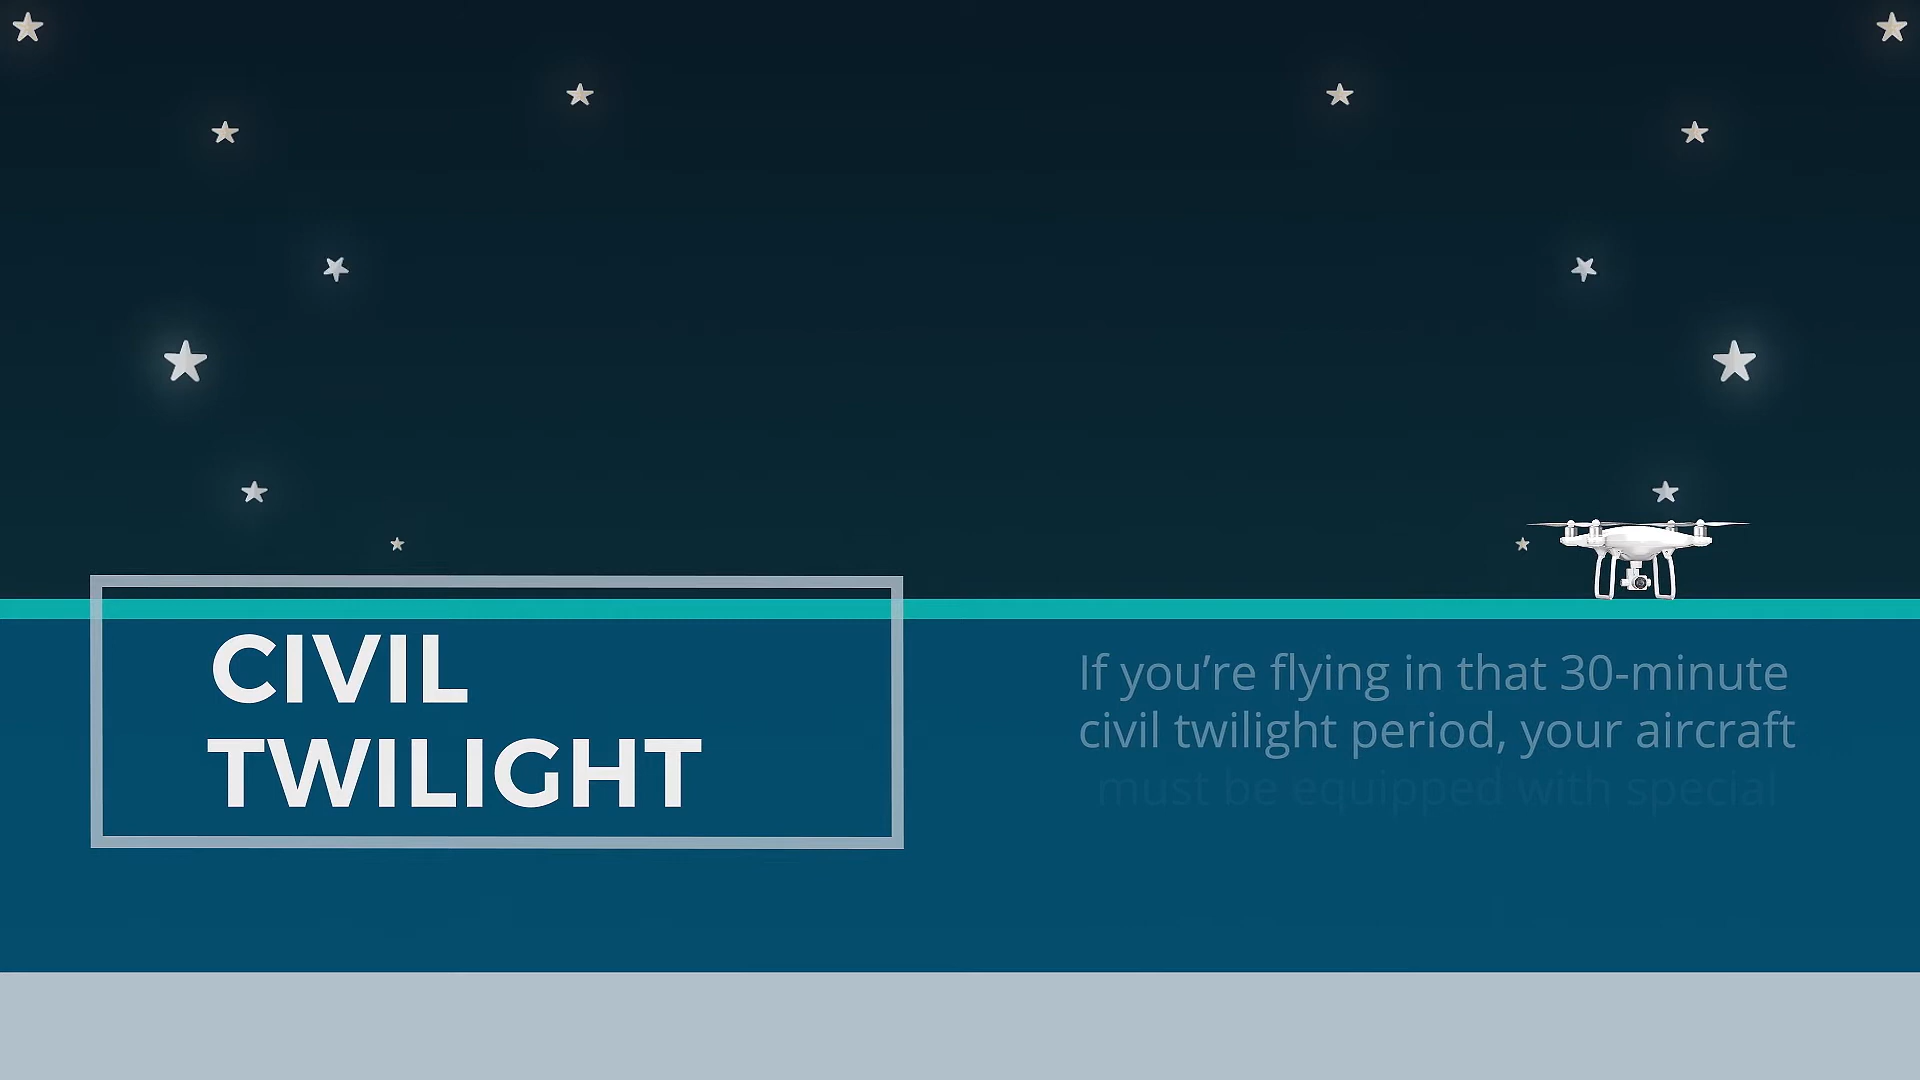 CIVIL
TWILIGHT
If you’re flying in that 30-minute
civil twilight period, your aircraft
must be equipped with special